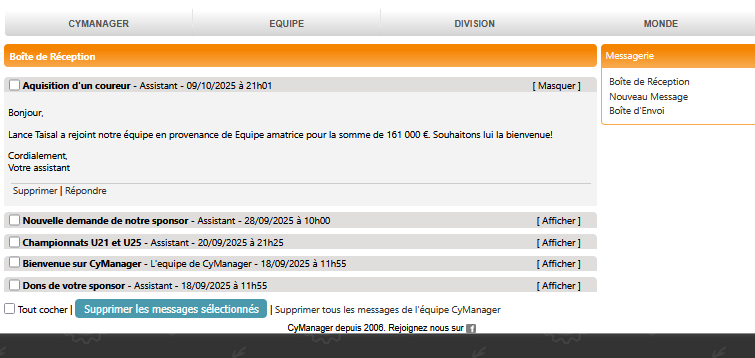 CYMANAGER EQUIPE DIVISION MONDE
Boîte de Réception
Messagerie
Aquisition d'un coureur - Assistant - 09/10/2025 à 21h01 [ Masquer ]
Boîte de Réception
Nouveau Message
Boîte d'Envoi
Bonjour,
Lance Taisal a rejoint notre équipe en provenance de Equipe amatrice pour la somme de 161 000 €. Souhaitons lui la bienvenue!
Cordialement,
Votre assistant
Supprimer | Répondre
Nouvelle demande de notre sponsor - Assistant - 28/09/2025 à 10h00 [ Afficher ]
Championnats U21 et U25 - Assistant - 20/09/2025 à 21h25 [ Afficher ]
Bienvenue sur CyManager - L'equipe de CyManager - 18/09/2025 à 11h55 [ Afficher ]
Dons de votre sponsor - Assistant - 18/09/2025 à 11h55 [ Afficher ]
Tout cocher | Supprimer les messages sélectionnés | Supprimer tous les messages de l'équipe CyManager
CyManager depuis 2006. Rejoignez nous sur f